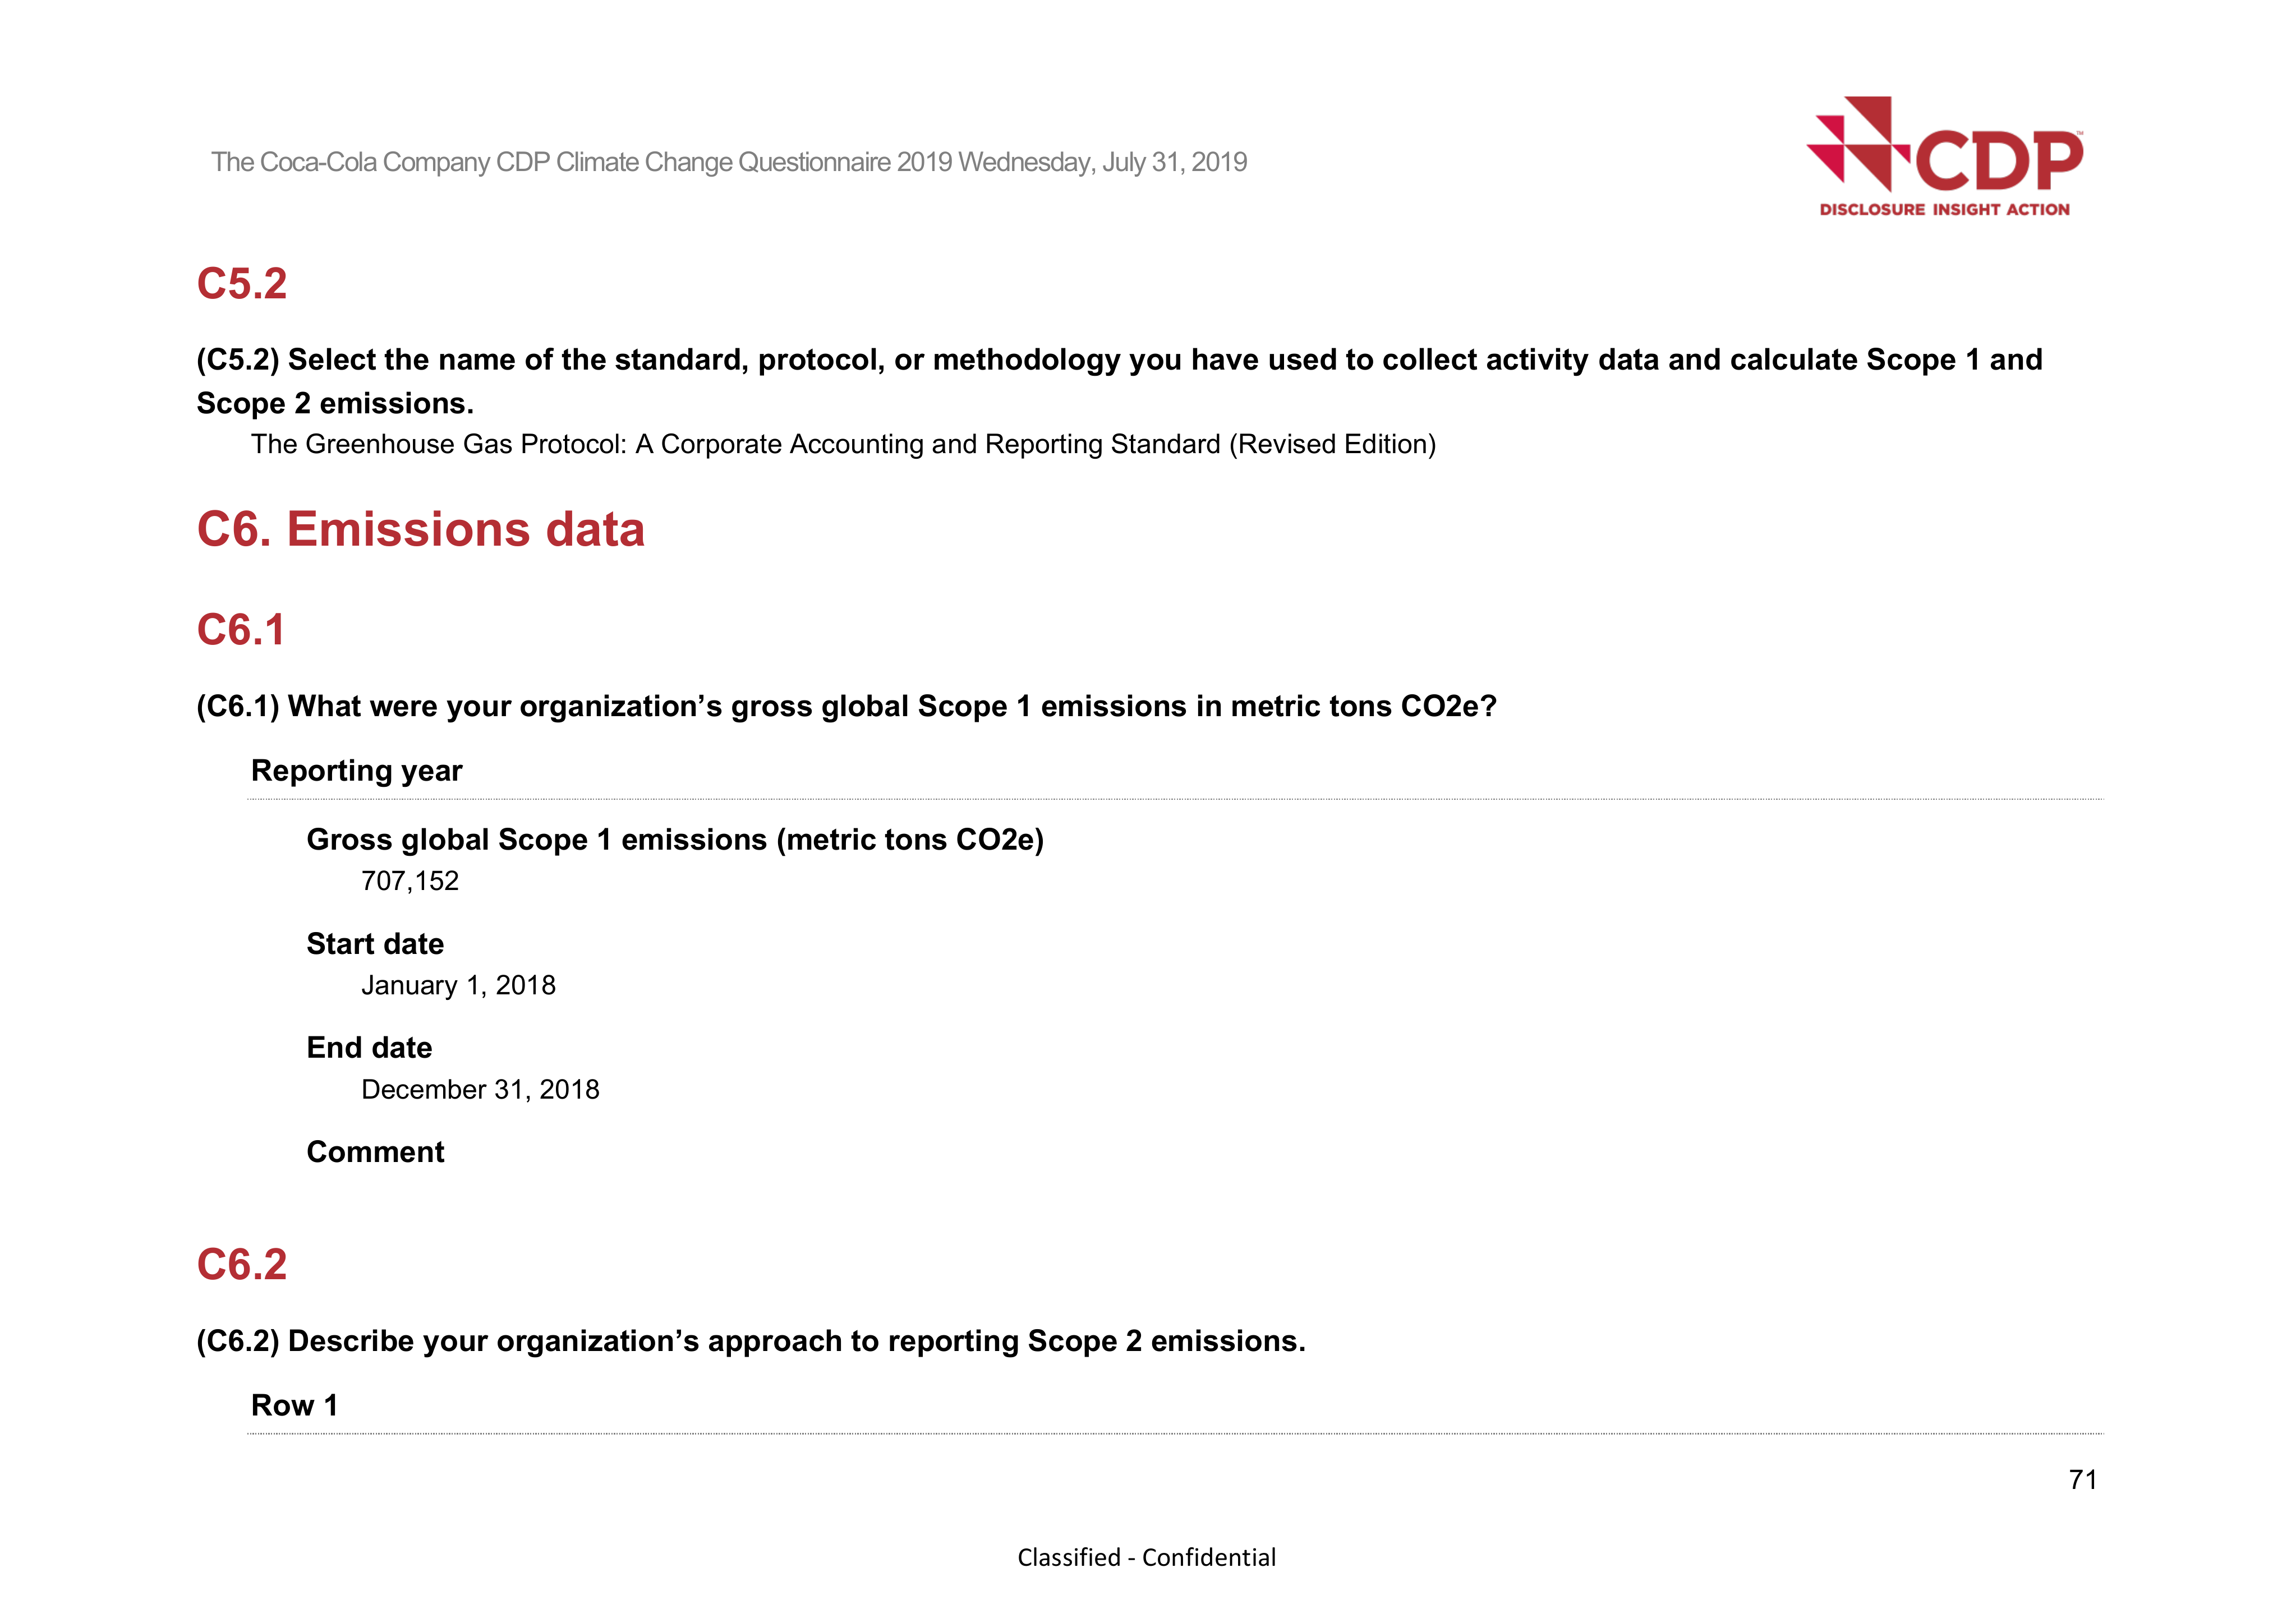 The Coca-Cola Company CDP Climate Change Questionnaire 2019 Wednesday, July 31, 2019
CDP™
DISCLOSURE INSIGHT ACTION
C5.2
(C5.2) Select the name of the standard, protocol, or methodology you have used to collect activity data and calculate Scope 1 and
Scope 2 emissions.
The Greenhouse Gas Protocol: A Corporate Accounting and Reporting Standard (Revised Edition)
C6. Emissions data
C6.1
(C6.1) What were your organization’s gross global Scope 1 emissions in metric tons CO2e?
Reporting year
Gross global Scope 1 emissions (metric tons CO2e)
707,152
Start date
January 1, 2018
End date
December 31, 2018
Comment
C6.2
(C6.2) Describe your organization’s approach to reporting Scope 2 emissions.
Row 1
71
Classified - Confidential